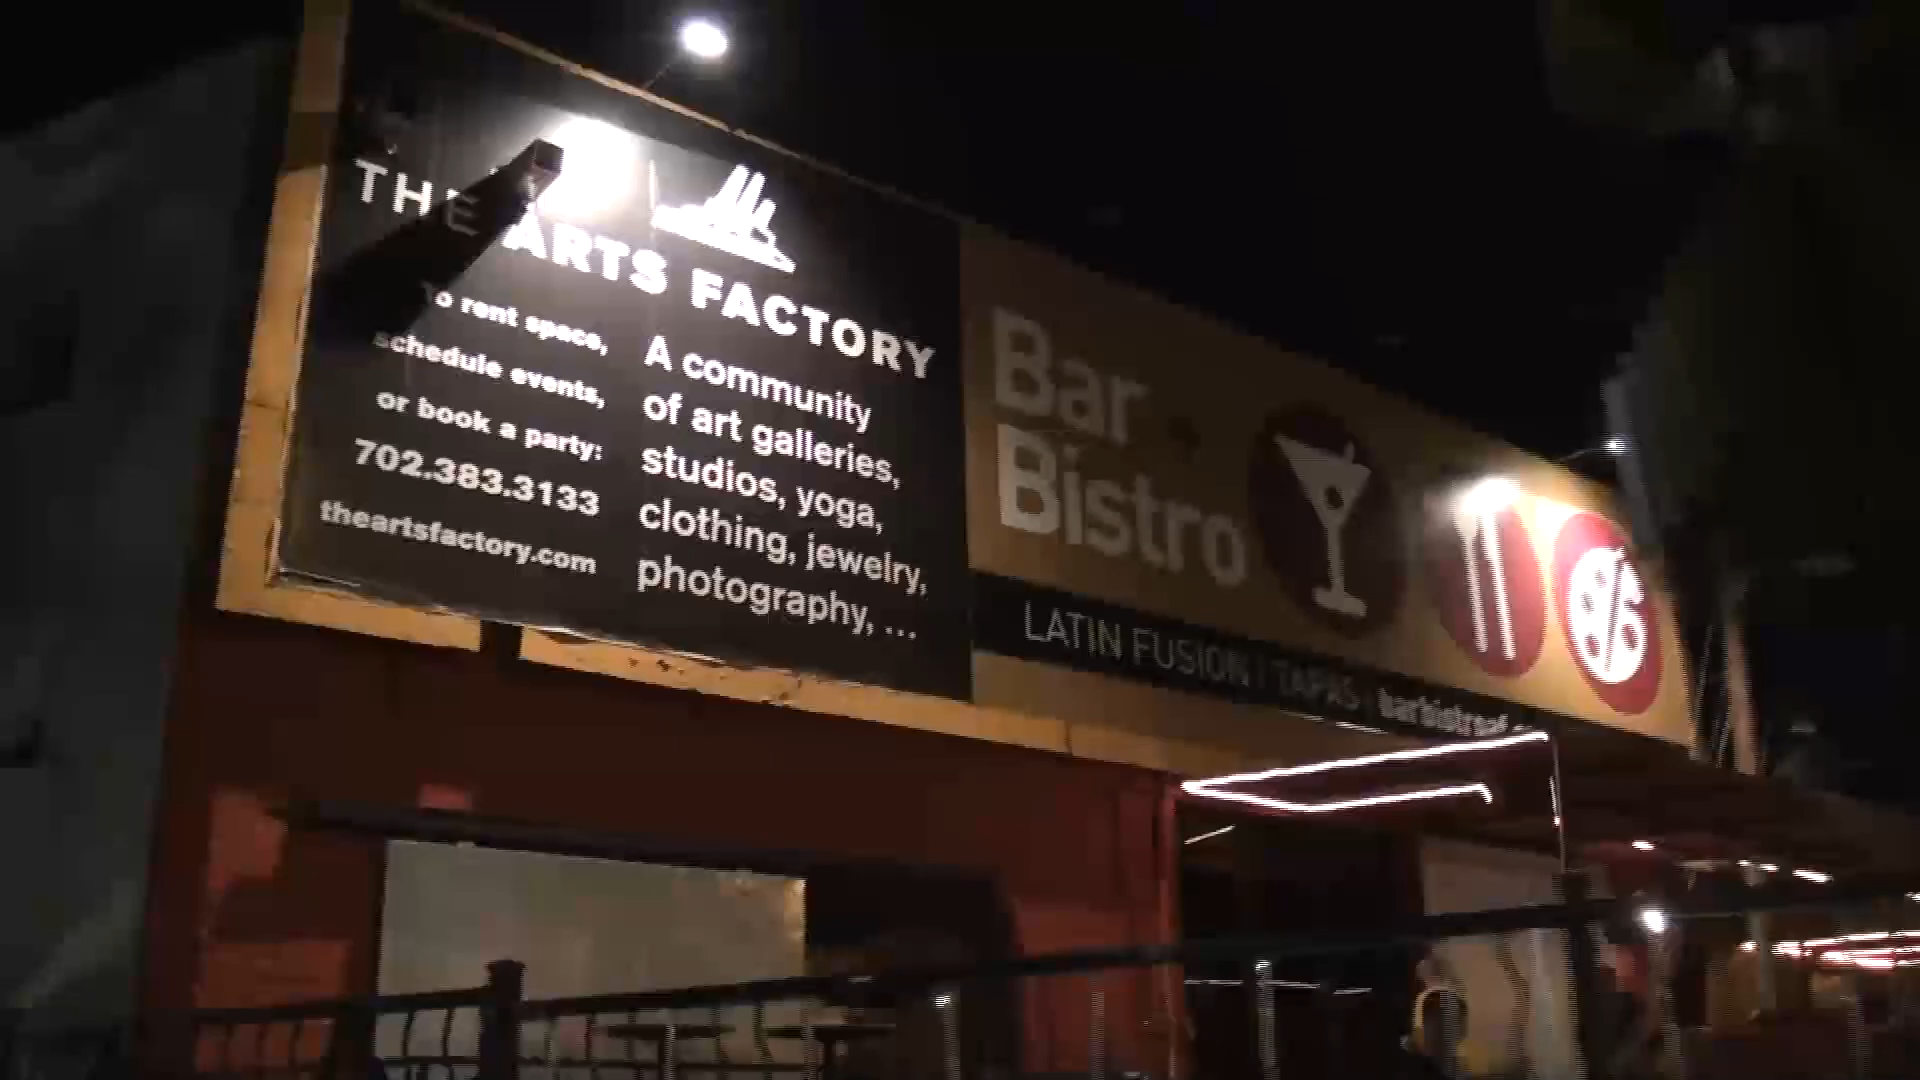 THE ARTS FACTORY
To rent space,
schedule events,
or book a party:
702.383.3133
theartsfactory.com
A community
of art galleries,
studios, yoga,
clothing, jewelry,
photography, ...
Bar
Bistro
LATIN FUSION | TAPAS |